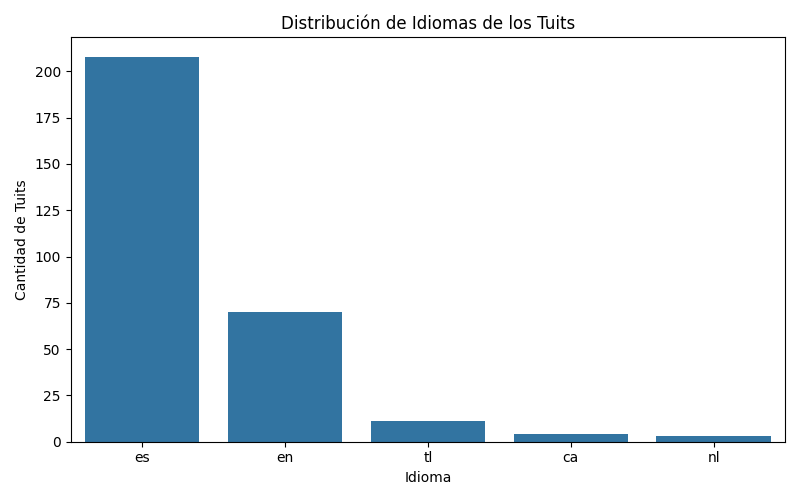 Distribución de Idiomas de los Tuits
Cantidad de Tuits
200
175
150
125
100
75
50
25
0
es en tl ca nl
Idioma